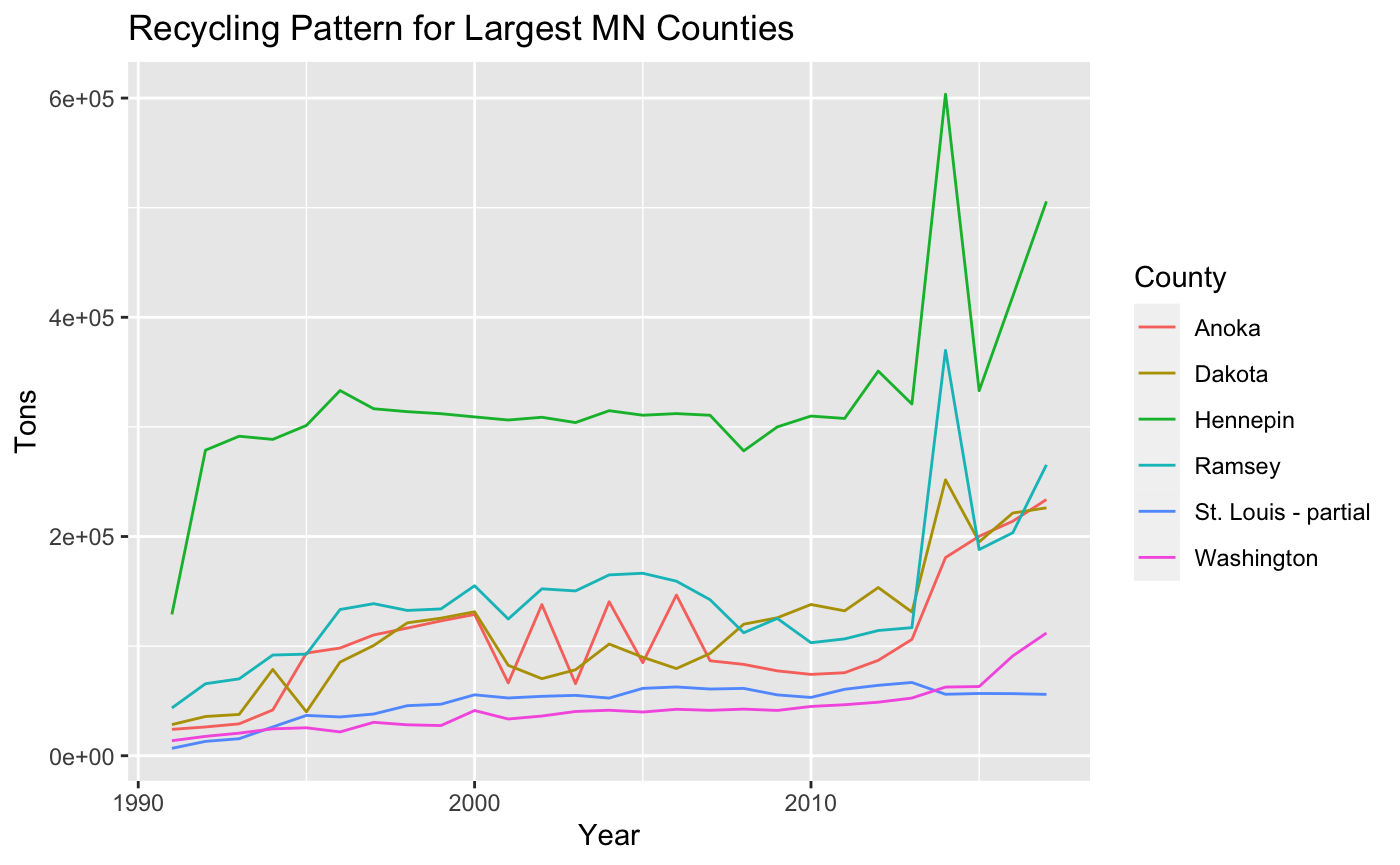 Recycling Pattern for Largest MN Counties
6e+05
4e+05
2e+05
0e+00
Tons
1990
2000
2010
Year
County
Anoka
Dakota
Hennepin
Ramsey
St. Louis - partial
Washington